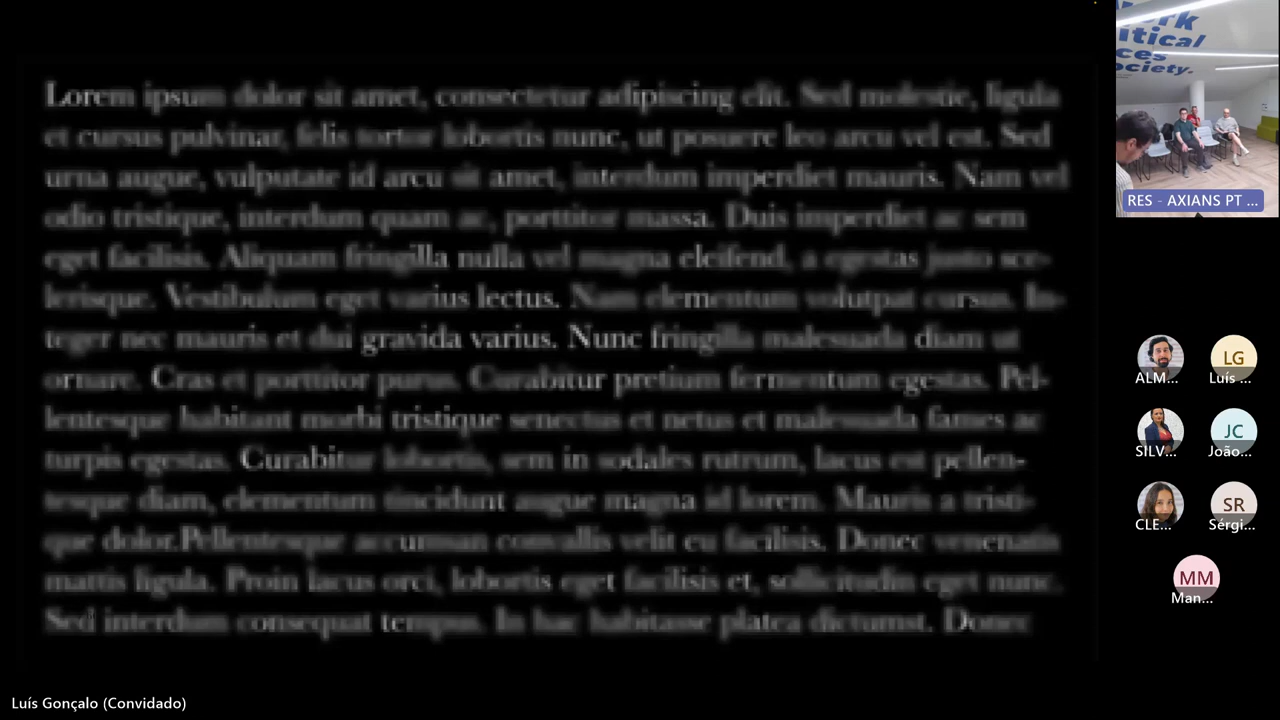 Lorem ipsum dolor sit amet, consectetur adipiscing elit. Sed molestie, ligula
et cursus pulvinar, felis tortor lobortis nunc, ut posuere leo arcu vel est. Sed
urna augue, vulputate id arcu sit amet, interdum imperdiet mauris. Nam vel
odio tristique, interdum quam ac, porttitor massa. Duis imperdiet ac sem
eget facilisis. Aliquam fringilla nulla vel magna eleifend, a egestas justo sce-
lerisque. Vestibulum eget varius lectus. Nam elementum volutpat cursus. In-
teger nec mauris et dui gravida varius. Nunc fringilla malesuada diam ut
ornare. Cras et porttitor purus. Curabitur pretium fermentum egestas. Pel-
lentesque habitant morbi tristique senectus et netus et malesuada fames ac
turpis egestas. Curabitur lobortis, sem in sodales rutrum, lacus est pellen-
tesque diam, elementum tincidunt augue magna id lorem. Mauris a tristi-
que dolor.Pellentesque accumsan convallis velit eu facilisis. Donec venenatis
mattis ligula. Proin lacus orci, lobortis eget facilisis et, sollicitudin eget nunc.
Sed interdum consequat tempus. In hac habitasse platea dictumst. Donec
Luís Gonçalo (Convidado)
itical
ces
ociety.
RES - AXIANS PT ...
ALM...
LG
Luís ...
SILV...
JC
João...
CLE...
SR
Sérgi...
MM
Man...